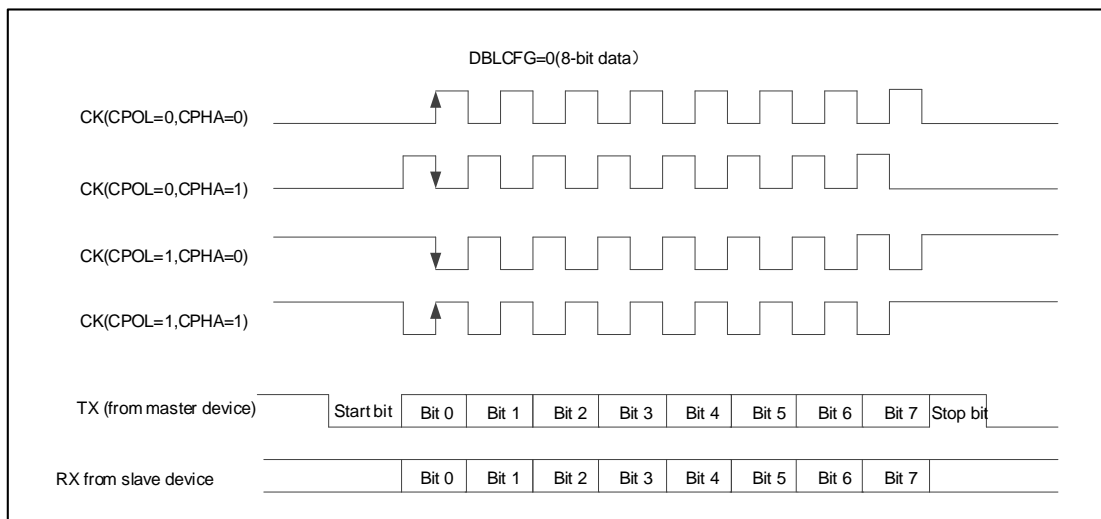 DBLCFG=0(8-bit data）
CK(CPOL=0,CPHA=0)
CK(CPOL=0,CPHA=1)
CK(CPOL=1,CPHA=0)
CK(CPOL=1,CPHA=1)
TX (from master device) Start bit Bit 0 Bit 1 Bit 2 Bit 3 Bit 4 Bit 5 Bit 6 Bit 7 Stop bit
RX from slave device Bit 0 Bit 1 Bit 2 Bit 3 Bit 4 Bit 5 Bit 6 Bit 7